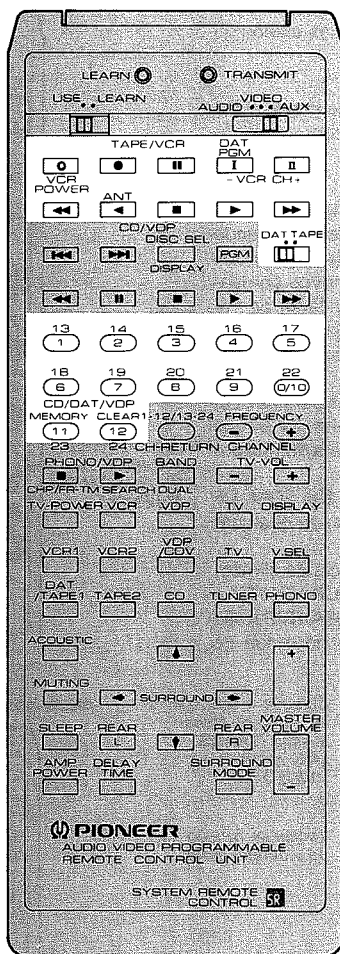 LEARN TRANSMIT
USE LEARN VIDEO
AUDIO AUX
TAPE/VCR DAT
PGM
O I II
VCR
POWER -VCR CH+
ANT
CD/VDP
DISC SEL DAT TAPE
PGM
DISPLAY
13 14 15 16 17
1 2 3 4 5
18 19 20 21 22
6 7 8 9 0/10
CD/DAT/VDP
MEMORY CLEAR 1-12/13-24 FREQUENCY
11 12 - +
23 24 CH-RETURN CHANNEL
PHONO/VDP BAND TV-VOL
- +
CHP/FR-TM SEARCH DUAL
TV-POWER VCR VDP TV DISPLAY
VDP
VCR1 VCR2 /CDV TV V.SEL
DAT
/TAPE1 TAPE2 CD TUNER PHONO
ACOUSTIC
+
MUTING
SURROUND
MASTER
VOLUME
SLEEP REAR REAR
L R
AMP DELAY SURROUND
POWER TIME MODE
-
PIONEER
AUDIO VIDEO PROGRAMMABLE
REMOTE CONTROL UNIT
SYSTEM REMOTE
CONTROL SR